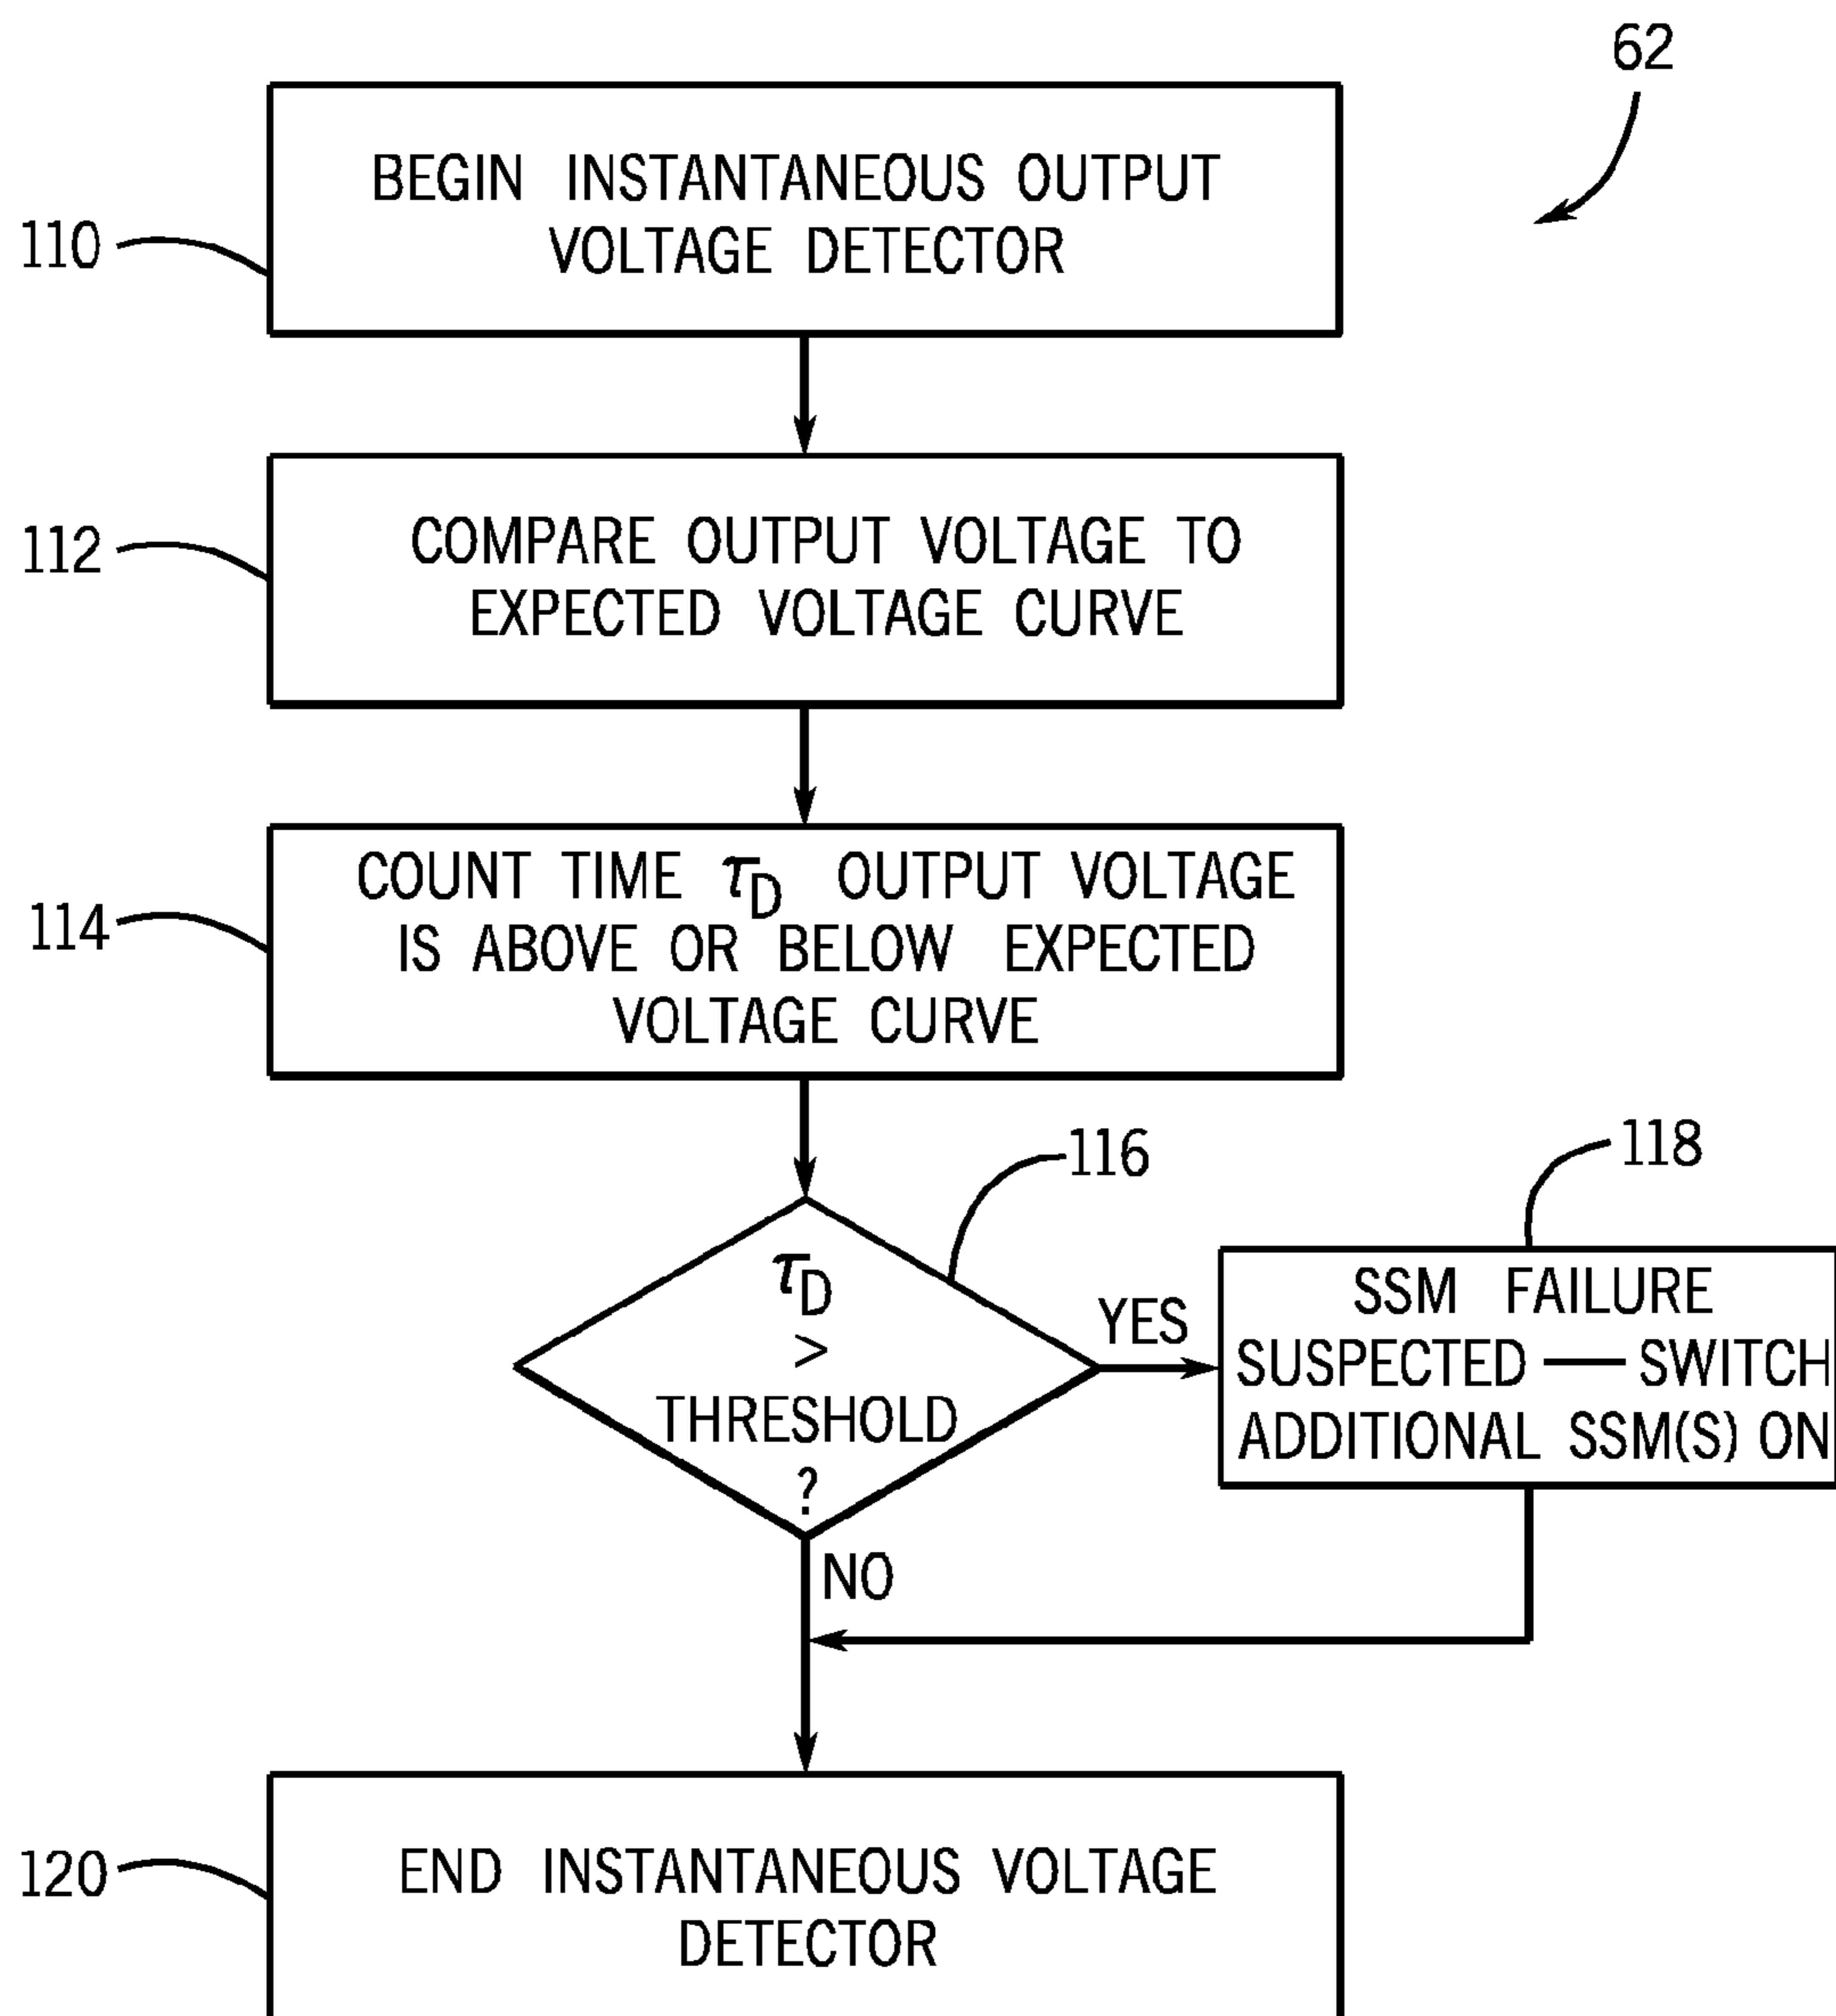 62
110
BEGIN INSTANTANEOUS OUTPUT
VOLTAGE DETECTOR
112
COMPARE OUTPUT VOLTAGE TO
EXPECTED VOLTAGE CURVE
114
COUNT TIME τD OUTPUT VOLTAGE
IS ABOVE OR BELOW EXPECTED
VOLTAGE CURVE
116
τD
>
THRESHOLD
?
YES
NO
118
SSM FAILURE
SUSPECTED — SWITCH
ADDITIONAL SSM(S) ON
120
END INSTANTANEOUS VOLTAGE
DETECTOR